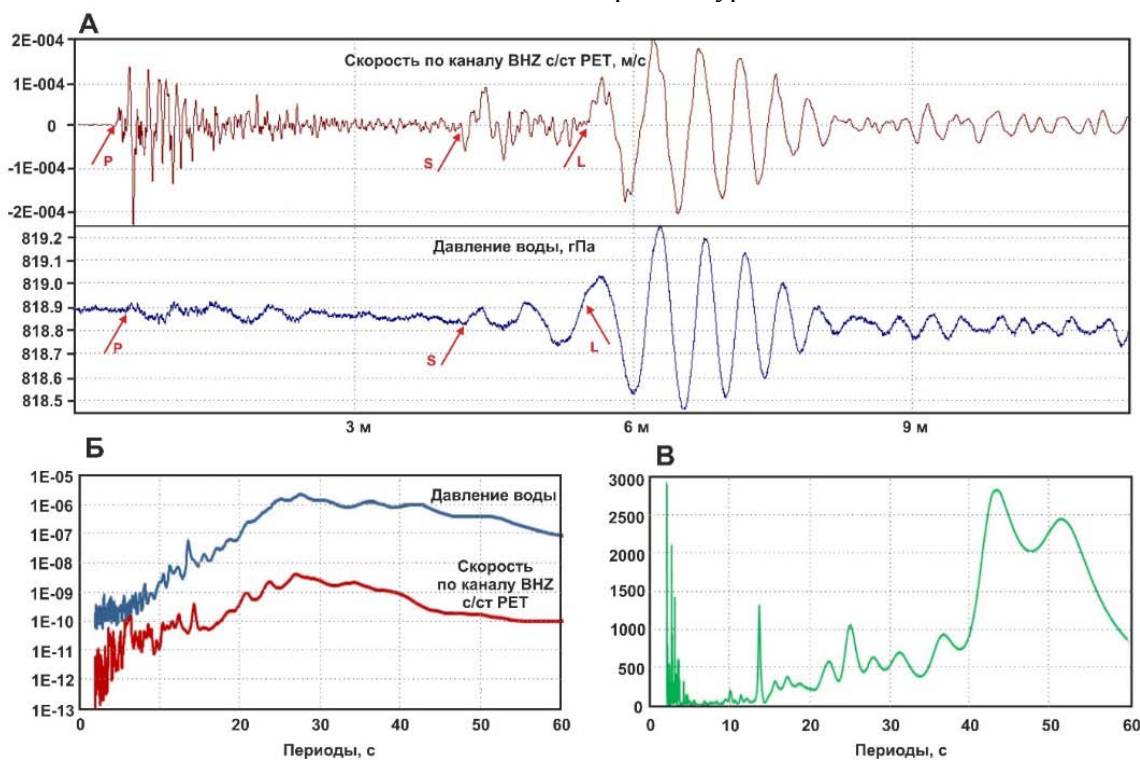 А
2E-004
1E-004
0
-1E-004
-2E-004
Скорость по каналу BHZ с/ст PET, м/с
P
S
L
819.2
819.1
819.0
818.9
818.8
818.7
818.6
818.5
Давление воды, гПа
P
S
L
3 м
6 м
9 м
Б
1E-05
1E-06
1E-07
1E-08
1E-09
1E-10
1E-11
1E-12
1E-13
Давление воды
Скорость
по каналу BHZ
с/ст PET
0
10
20
30
40
50
60
Периоды, с
В
3000
2500
2000
1500
1000
500
0
0
10
20
30
40
50
60
Периоды, с